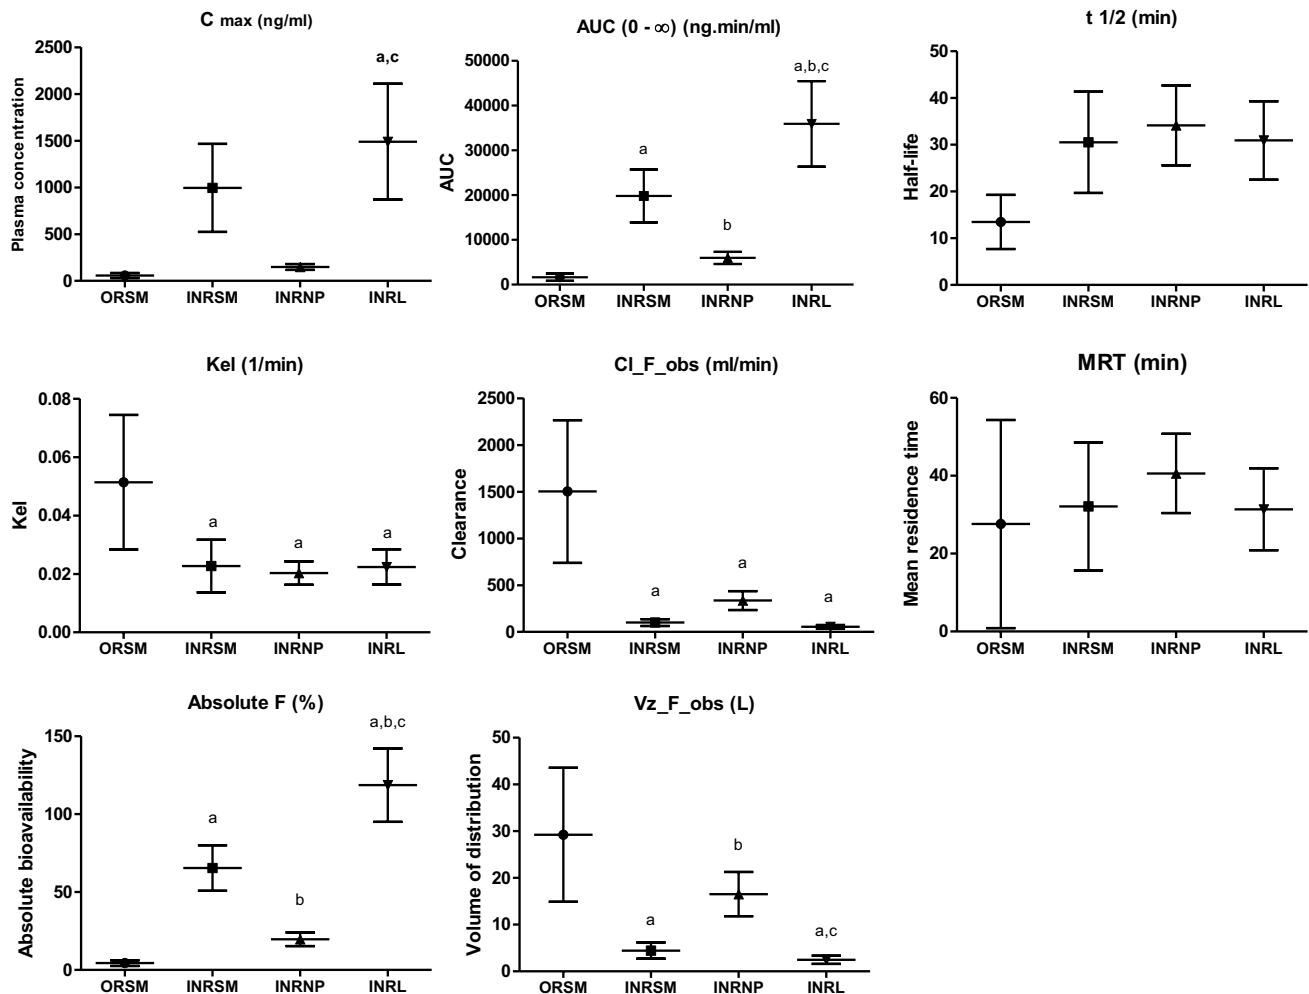 C max (ng/ml)
Plasma concentration
2500
2000
1500
1000
500
0
a,c
ORSM INRSM INRNP INRL
AUC (0 - ∞) (ng.min/ml)
AUC
50000
40000
30000
20000
10000
0
a
b
a,b,c
ORSM INRSM INRNP INRL
t 1/2 (min)
Half-life
50
40
30
20
10
0
ORSM INRSM INRNP INRL
Kel (1/min)
Kel
0.08
0.06
0.04
0.02
0.00
a
a
a
ORSM INRSM INRNP INRL
Cl_F_obs (ml/min)
Clearance
2500
2000
1500
1000
500
0
a
a
a
ORSM INRSM INRNP INRL
MRT (min)
Mean residence time
60
40
20
0
ORSM INRSM INRNP INRL
Absolute F (%)
Absolute bioavailability
150
100
50
0
a
b
a,b,c
ORSM INRSM INRNP INRL
Vz_F_obs (L)
Volume of distribution
50
40
30
20
10
0
a
b
a,c
ORSM INRSM INRNP INRL